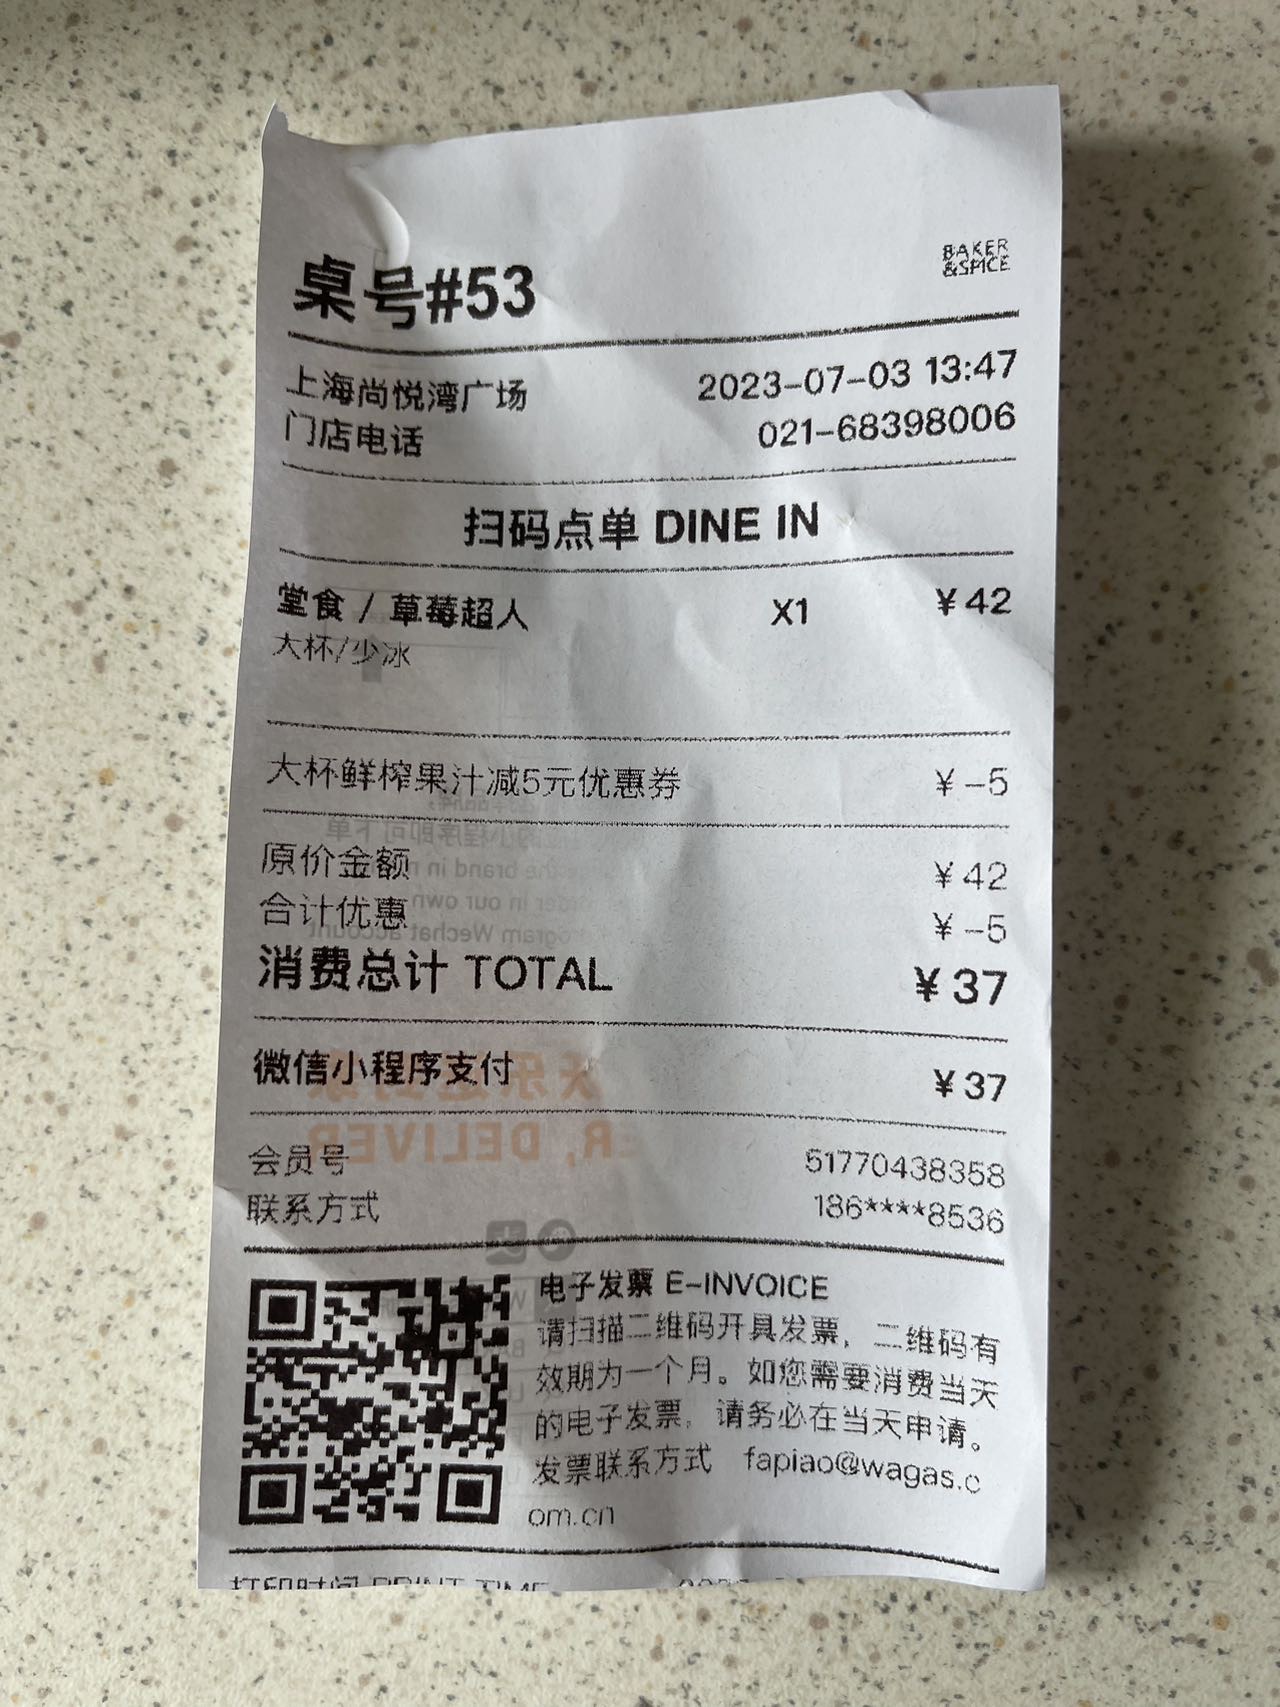 BAKER
&SPICE
桌号#53
上海尚悦湾广场 2023-07-03 13:47
门店电话 021-68398006
扫码点单 DINE IN
堂食 / 草莓超人 X1 ¥42
大杯/少冰
大杯鲜榨果汁减5元优惠券 ¥-5
原价金额 ¥42
合计优惠 ¥-5
消费总计 TOTAL ¥37
微信小程序支付 ¥37
会员号 51770438358
联系方式 186****8536
电子发票 E-INVOICE
请扫描二维码开具发票，二维码有
效期为一个月。如您需要消费当天
的电子发票，请务必在当天申请。
发票联系方式 fapiao@wagas.c
om.cn
打印时间 PRINT TIME